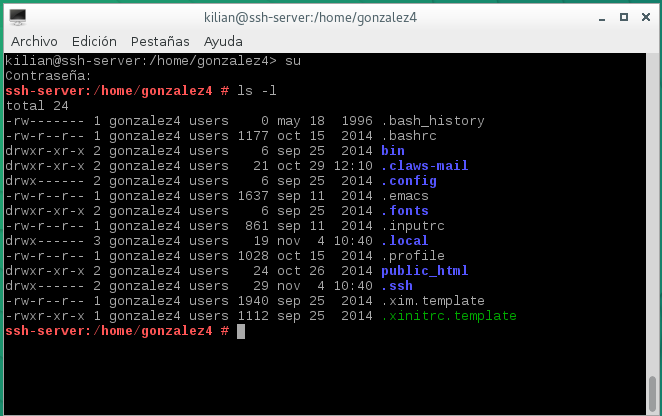 kilian@ssh-server:/home/gonzalez4
Archivo Edición Pestañas Ayuda
kilian@ssh-server:/home/gonzalez4> su
Contraseña:
ssh-server:/home/gonzalez4 # ls -l
total 24
-rw------- 1 gonzalez4 users    0 may 18  1996 .bash_history
-rw-r--r-- 1 gonzalez4 users 1177 oct 15  2014 .bashrc
drwxr-xr-x 2 gonzalez4 users    6 sep 25  2014 bin
drwxr-xr-x 2 gonzalez4 users   21 oct 29 12:10 .claws-mail
drwx------ 2 gonzalez4 users    6 sep 25  2014 .config
-rw-r--r-- 1 gonzalez4 users 1637 sep 11  2014 .emacs
drwxr-xr-x 2 gonzalez4 users    6 sep 25  2014 .fonts
-rw-r--r-- 1 gonzalez4 users  861 sep 11  2014 .inputrc
drwx------ 3 gonzalez4 users   19 nov  4 10:40 .local
-rw-r--r-- 1 gonzalez4 users 1028 oct 15  2014 .profile
drwxr-xr-x 2 gonzalez4 users   24 oct 26  2014 public_html
drwx------ 2 gonzalez4 users   29 nov  4 10:40 .ssh
-rw-r--r-- 1 gonzalez4 users 1940 sep 25  2014 .xim.template
-rwxr-xr-x 1 gonzalez4 users 1112 sep 25  2014 .xinitrc.template
ssh-server:/home/gonzalez4 #